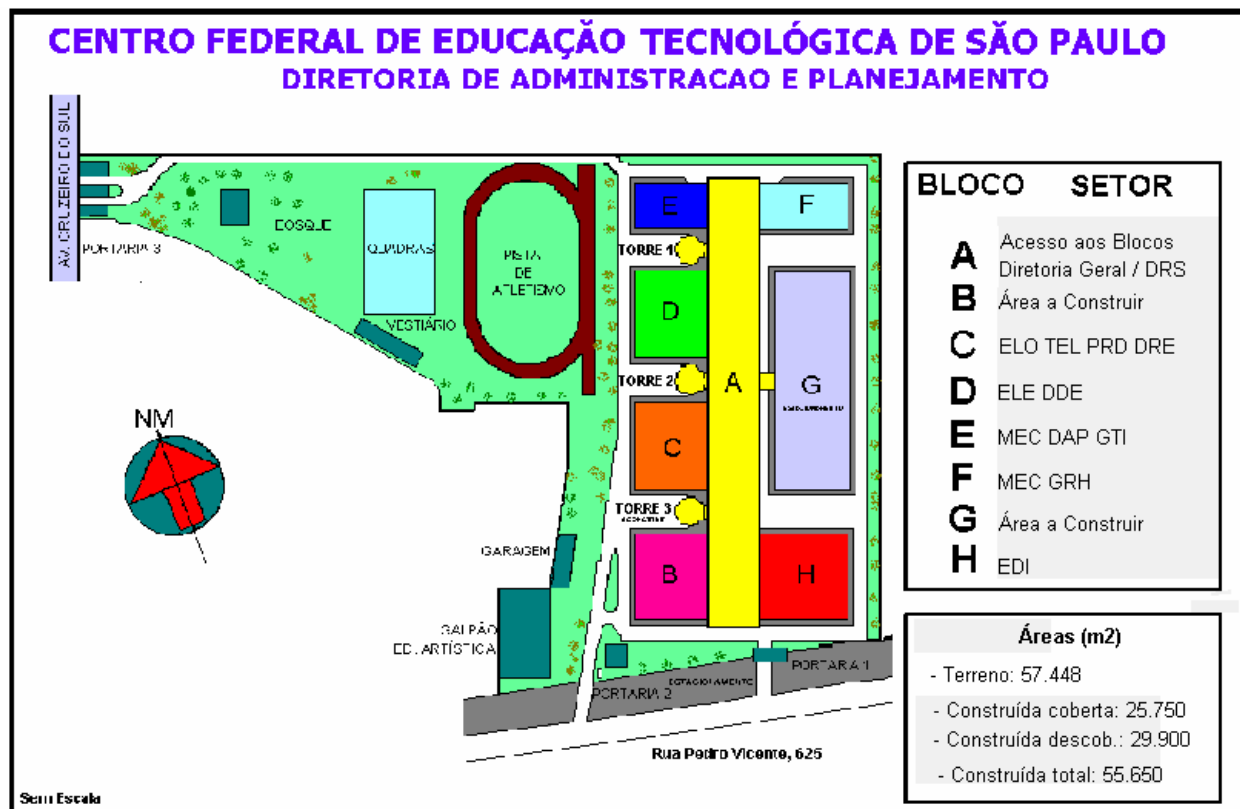 CENTRO FEDERAL DE EDUCAÇÃO TECNOLÓGICA DE SÃO PAULO
DIRETORIA DE ADMINISTRACAO E PLANEJAMENTO
AV. CRUZEIRO DO SUL
PORTARIA 3
BOSQUE
QUADRAS
VESTIÁRIO
PISTA
DE
ATLETISMO
E
F
TORRE 1
D
TORRE 2
A
G
C
TORRE 3
B
H
NM
GARAGEM
GALPÃO
ED. ARTÍSTICA
ESTACIONAMENTO
PORTARIA 1
PORTARIA 2
Rua Pedro Vicente, 625
Sem Escala
BLOCO SETOR
A Acesso aos Blocos
Diretoria Geral / DRS
B Área a Construir
C ELO TEL PRD DRE
D ELE DDE
E MEC DAP GTI
F MEC GRH
G Área a Construir
H EDI
Áreas (m2)
- Terreno: 57.448
- Construída coberta: 25.750
- Construída descob.: 29.900
- Construída total: 55.650